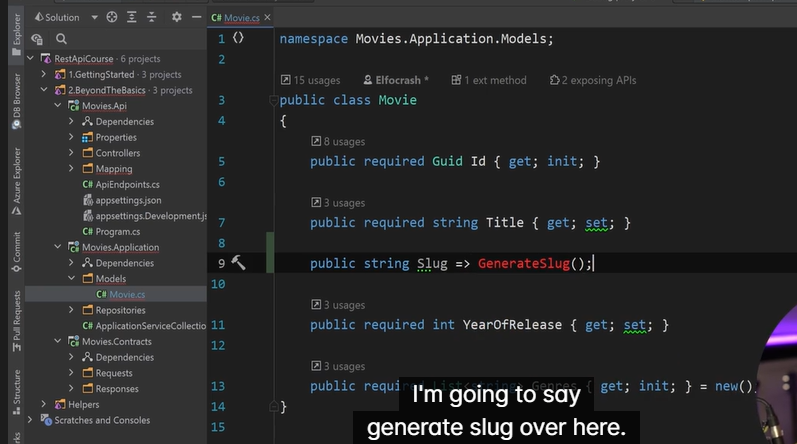 Solution
Movie.cs
Explorer
DB Browser
Azure Explorer
Commit
Pull Requests
Structure
RestApiCourse · 6 projects
1.GettingStarted · 3 projects
2.BeyondTheBasics · 3 projects
Movies.Api
Dependencies
Properties
Controllers
Mapping
ApiEndpoints.cs
appsettings.json
appsettings.Development.js
Program.cs
Movies.Application
Dependencies
Models
Movie.cs
Repositories
ApplicationServiceCollectio
Movies.Contracts
Dependencies
Requests
Responses
Helpers
Scratches and Consoles
1 namespace Movies.Application.Models;
2
15 usages Elfocrash * 1 ext method 2 exposing APIs
3 public class Movie
4 {
8 usages
5 public required Guid Id { get; init; }
6
3 usages
7 public required string Title { get; set; }
8
9 public string Slug => GenerateSlug();
10
3 usages
11 public required int YearOfRelease { get; set; }
12
3 usages
13 public required List<string> Genres { get; init; } = new()
14 }
15
I'm going to say
generate slug over here.